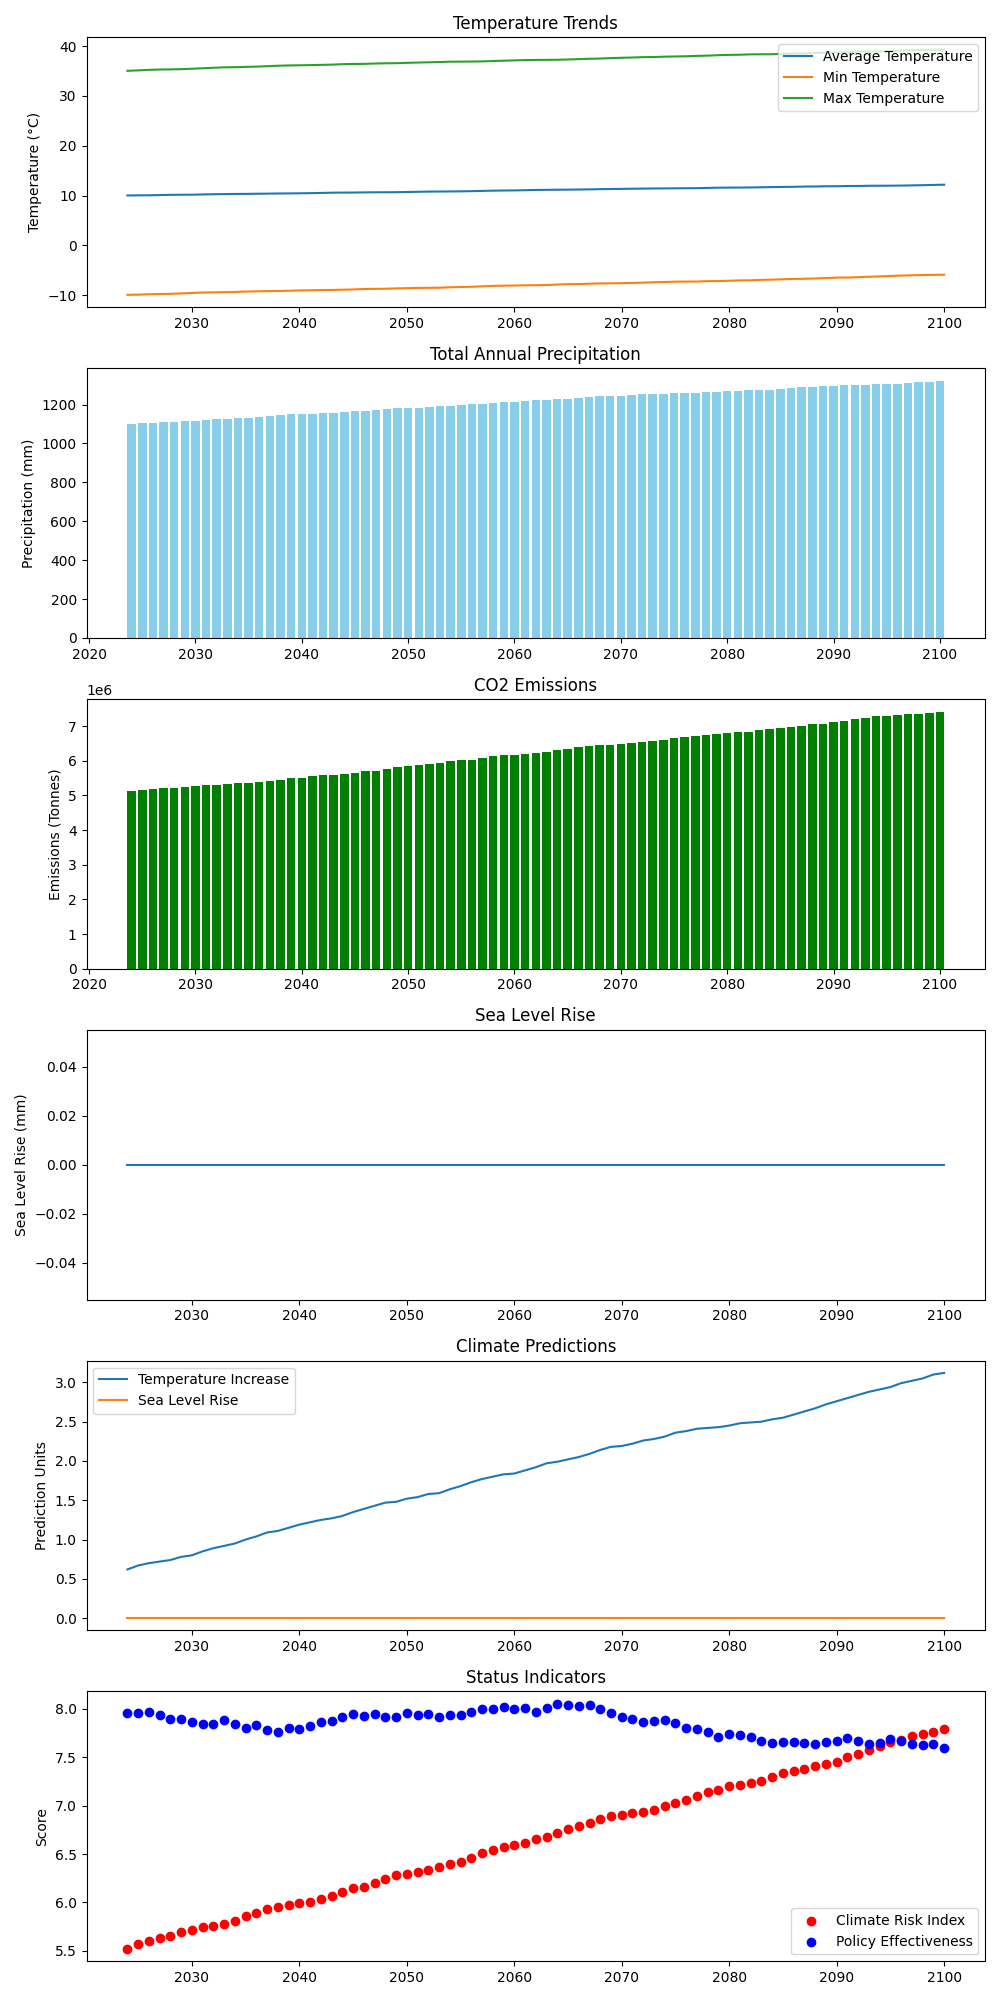 Temperature Trends
Temperature (°C)
40
30
20
10
0
−10
Average Temperature
Min Temperature
Max Temperature
2030 2040 2050 2060 2070 2080 2090 2100
Total Annual Precipitation
Precipitation (mm)
1200
1000
800
600
400
200
0
2020 2030 2040 2050 2060 2070 2080 2090 2100
CO2 Emissions
1e6
Emissions (Tonnes)
7
6
5
4
3
2
1
0
2020 2030 2040 2050 2060 2070 2080 2090 2100
Sea Level Rise
Sea Level Rise (mm)
0.04
0.02
0.00
−0.02
−0.04
2030 2040 2050 2060 2070 2080 2090 2100
Climate Predictions
Prediction Units
3.0
2.5
2.0
1.5
1.0
0.5
0.0
Temperature Increase
Sea Level Rise
2030 2040 2050 2060 2070 2080 2090 2100
Status Indicators
Score
8.0
7.5
7.0
6.5
6.0
5.5
Climate Risk Index
Policy Effectiveness
2030 2040 2050 2060 2070 2080 2090 2100